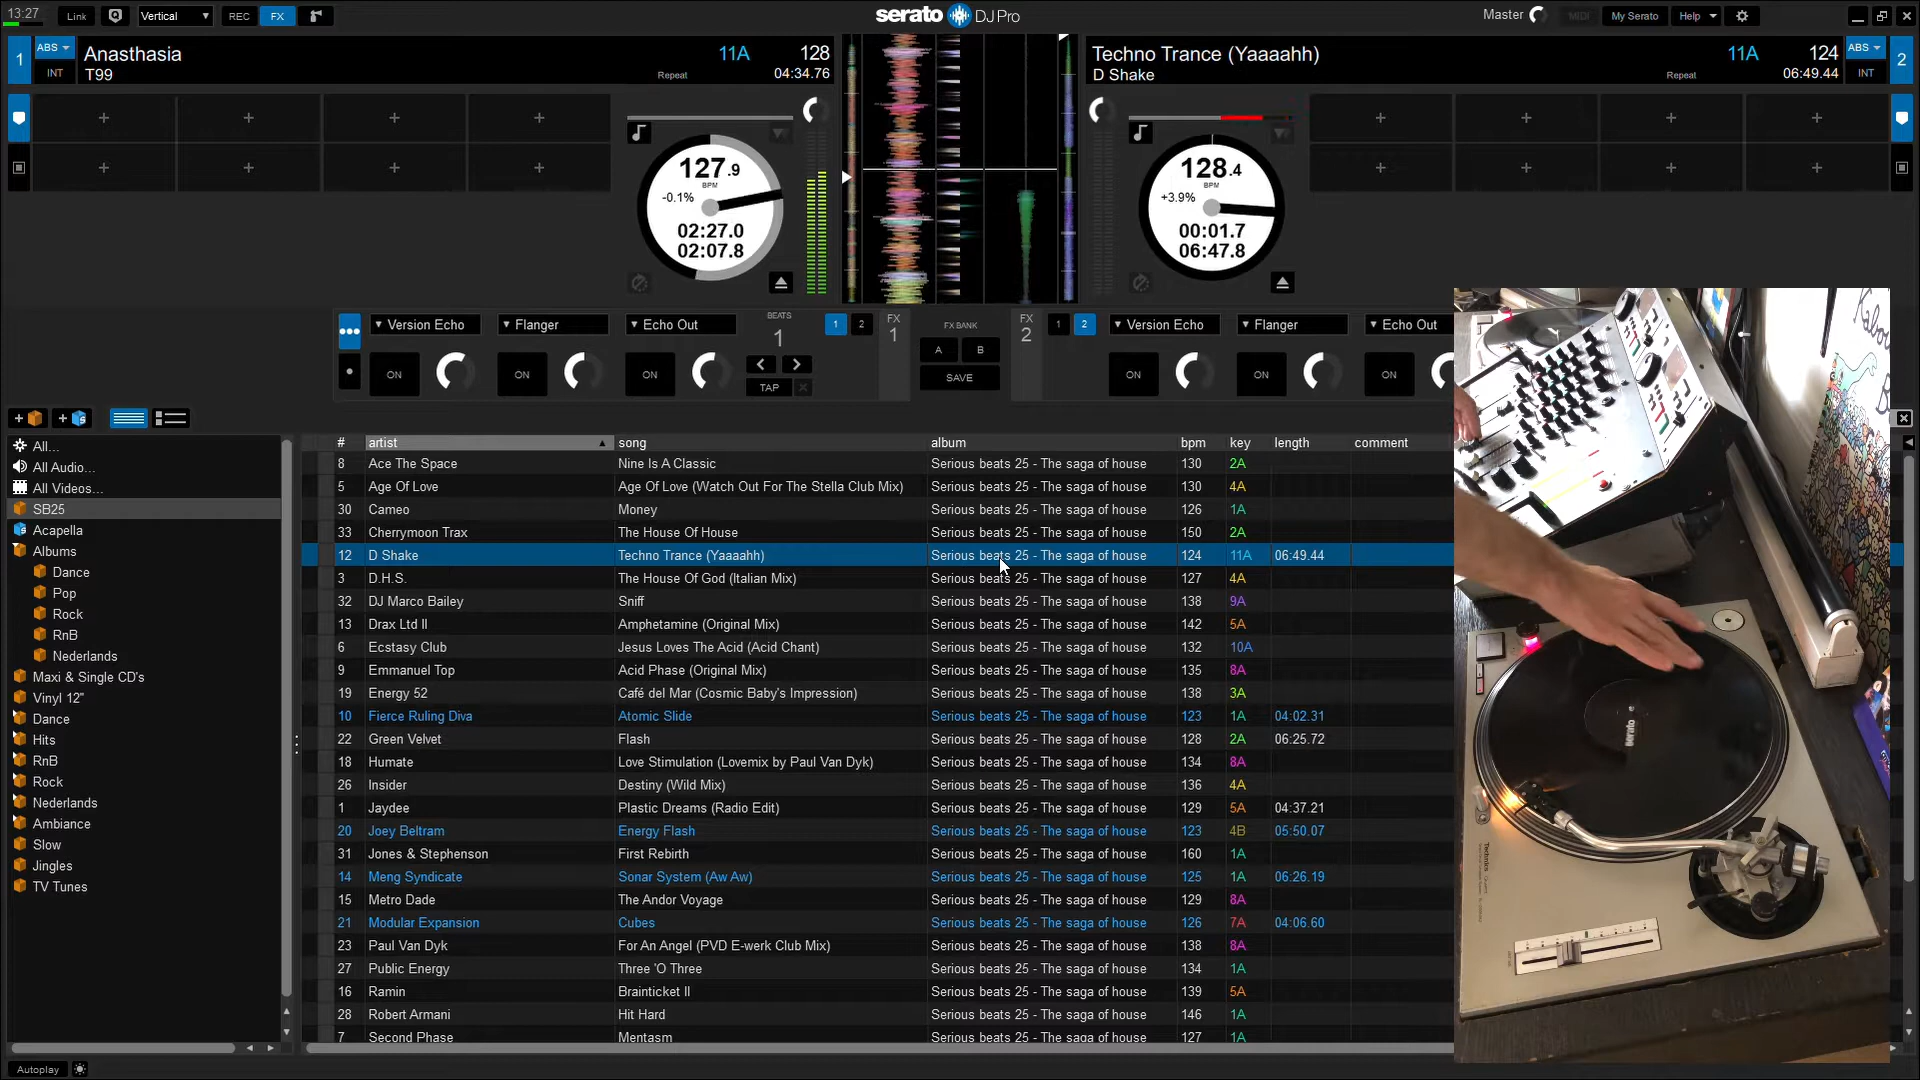 13:27
Link
Vertical
REC
FX
serato DJ Pro
Master
MIDI
My Serato
Help
1
ABS
INT
Anasthasia
T99
Repeat
11A
128
04:34.76
Techno Trance (Yaaaahh)
D Shake
Repeat
11A
124
06:49.44
ABS
INT
2
127.9
BPM
-0.1%
02:27.0
02:07.8
128.4
BPM
+3.9%
00:01.7
06:47.8
Version Echo
Flanger
Echo Out
BEATS
1
1 2
FX
1
ON
ON
ON
TAP
FX BANK
A B
SAVE
FX
2
1 2
Version Echo
Flanger
Echo Out
ON
ON
ON
All...
All Audio...
All Videos...
SB25
Acapella
Albums
Dance
Pop
Rock
RnB
Nederlands
Maxi & Single CD's
Vinyl 12"
Dance
Hits
RnB
Rock
Nederlands
Ambiance
Slow
Jingles
TV Tunes
# artist song album bpm key length comment
8 Ace The Space Nine Is A Classic Serious beats 25 - The saga of house 130 2A
5 Age Of Love Age Of Love (Watch Out For The Stella Club Mix) Serious beats 25 - The saga of house 130 4A
30 Cameo Money Serious beats 25 - The saga of house 126 1A
33 Cherrymoon Trax The House Of House Serious beats 25 - The saga of house 150 2A
12 D Shake Techno Trance (Yaaaahh) Serious beats 25 - The saga of house 124 11A 06:49.44
3 D.H.S. The House Of God (Italian Mix) Serious beats 25 - The saga of house 127 4A
32 DJ Marco Bailey Sniff Serious beats 25 - The saga of house 138 9A
13 Drax Ltd II Amphetamine (Original Mix) Serious beats 25 - The saga of house 142 5A
6 Ecstasy Club Jesus Loves The Acid (Acid Chant) Serious beats 25 - The saga of house 132 10A
9 Emmanuel Top Acid Phase (Original Mix) Serious beats 25 - The saga of house 135 8A
19 Energy 52 Café del Mar (Cosmic Baby's Impression) Serious beats 25 - The saga of house 138 3A
10 Fierce Ruling Diva Atomic Slide Serious beats 25 - The saga of house 123 1A 04:02.31
22 Green Velvet Flash Serious beats 25 - The saga of house 128 2A 06:25.72
18 Humate Love Stimulation (Lovemix by Paul Van Dyk) Serious beats 25 - The saga of house 134 8A
26 Insider Destiny (Wild Mix) Serious beats 25 - The saga of house 136 4A
1 Jaydee Plastic Dreams (Radio Edit) Serious beats 25 - The saga of house 129 5A 04:37.21
20 Joey Beltram Energy Flash Serious beats 25 - The saga of house 123 4B 05:50.07
31 Jones & Stephenson First Rebirth Serious beats 25 - The saga of house 160 1A
14 Meng Syndicate Sonar System (Aw Aw) Serious beats 25 - The saga of house 125 1A 06:26.19
15 Metro Dade The Andor Voyage Serious beats 25 - The saga of house 129 8A
21 Modular Expansion Cubes Serious beats 25 - The saga of house 126 7A 04:06.60
23 Paul Van Dyk For An Angel (PVD E-werk Club Mix) Serious beats 25 - The saga of house 138 8A
27 Public Energy Three 'O Three Serious beats 25 - The saga of house 134 1A
16 Ramin Brainticket II Serious beats 25 - The saga of house 139 5A
28 Robert Armani Hit Hard Serious beats 25 - The saga of house 146 1A
7 Second Phase Mentasm Serious beats 25 - The saga of house 127 1A
serato
Technics
Autoplay